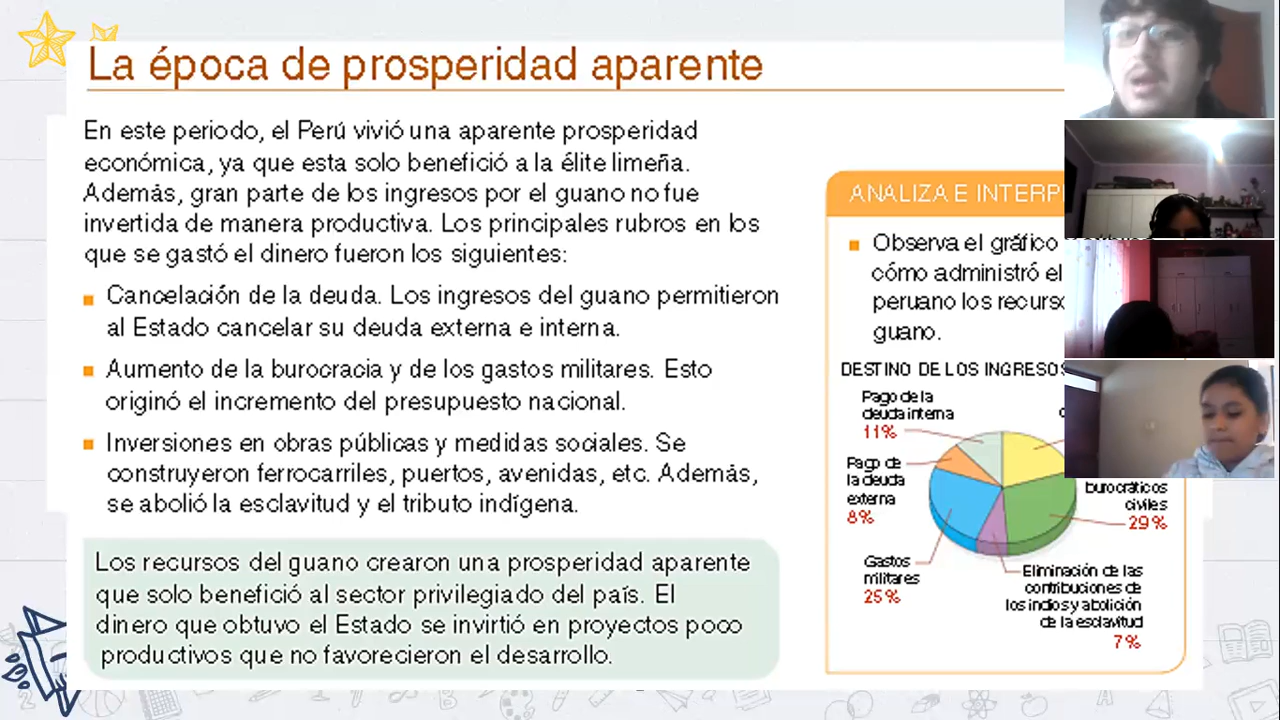 La época de prosperidad aparente
En este periodo, el Perú vivió una aparente prosperidad
económica, ya que esta solo benefició a la élite limeña.
Además, gran parte de los ingresos por el guano no fue
invertida de manera productiva. Los principales rubros en los
que se gastó el dinero fueron los siguientes:
Cancelación de la deuda. Los ingresos del guano permitieron
al Estado cancelar su deuda externa e interna.
Aumento de la burocracia y de los gastos militares. Esto
originó el incremento del presupuesto nacional.
Inversiones en obras públicas y medidas sociales. Se
construyeron ferrocarriles, puertos, avenidas, etc. Además,
se abolió la esclavitud y el tributo indígena.
Los recursos del guano crearon una prosperidad aparente
que solo benefició al sector privilegiado del país. El
dinero que obtuvo el Estado se invirtió en proyectos poco
productivos que no favorecieron el desarrollo.
ANALIZA E
Observa el gráfico
cómo administró el
peruano los
guano.
DESTINO DE LOS INGRESOS
Pago de la
deuda interna
11%
Pago de
la deuda
externa
8%
Gastos
militares
25%
burocráticos
civiles
29%
Eliminación de las
contribuciones de
los indios y abolición
de la esclavitud
7%